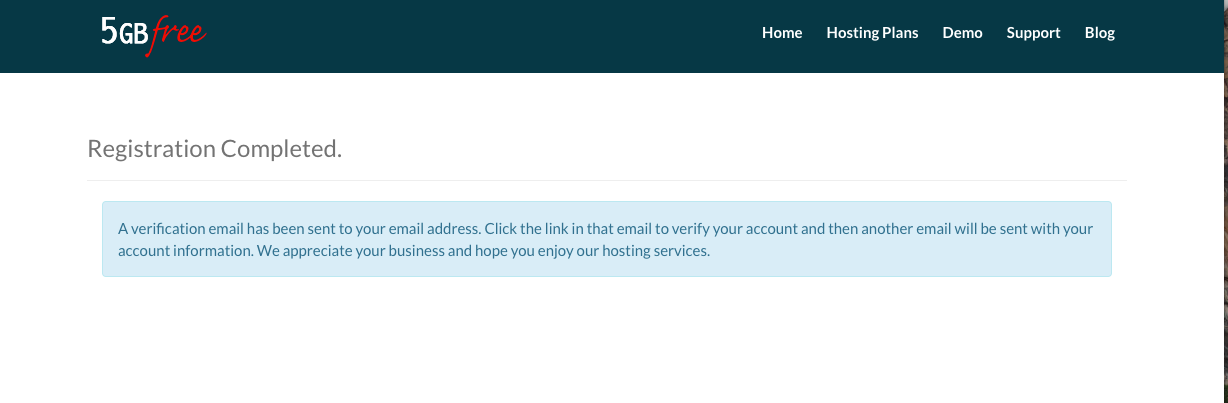 5GB free
Home Hosting Plans Demo Support Blog
Registration Completed.
A verification email has been sent to your email address. Click the link in that email to verify your account and then another email will be sent with your
account information. We appreciate your business and hope you enjoy our hosting services.